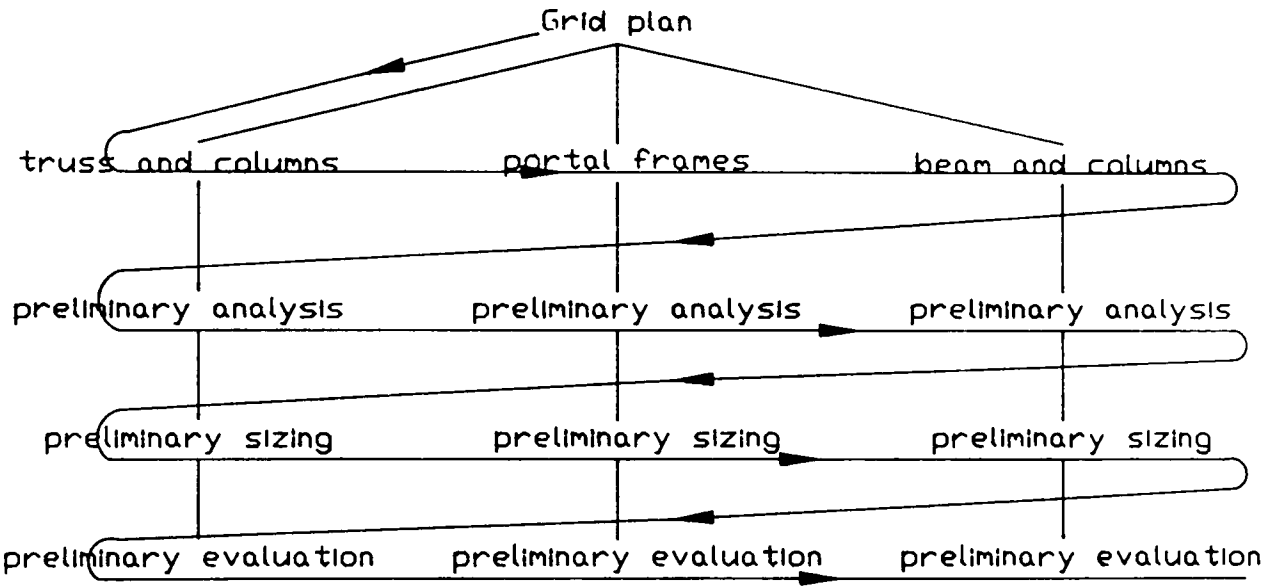 Grid plan
truss and columns portal frames beam and columns
preliminary analysis preliminary analysis preliminary analysis
preliminary sizing preliminary sizing preliminary sizing
preliminary evaluation preliminary evaluation preliminary evaluation